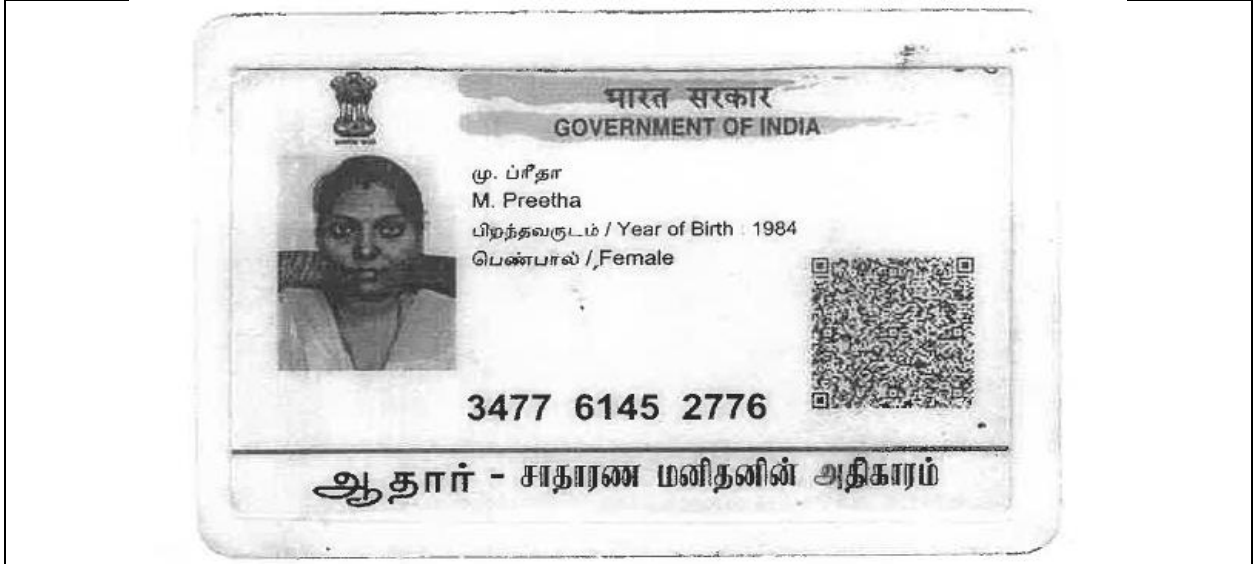 भारत सरकार
GOVERNMENT OF INDIA
மு. ப்ரீதா
M. Preetha
பிறந்தவருடம் / Year of Birth : 1984
பெண்பால் / Female
3477 6145 2776
ஆதார் - சாதாரண மனிதனின் அதிகாரம்